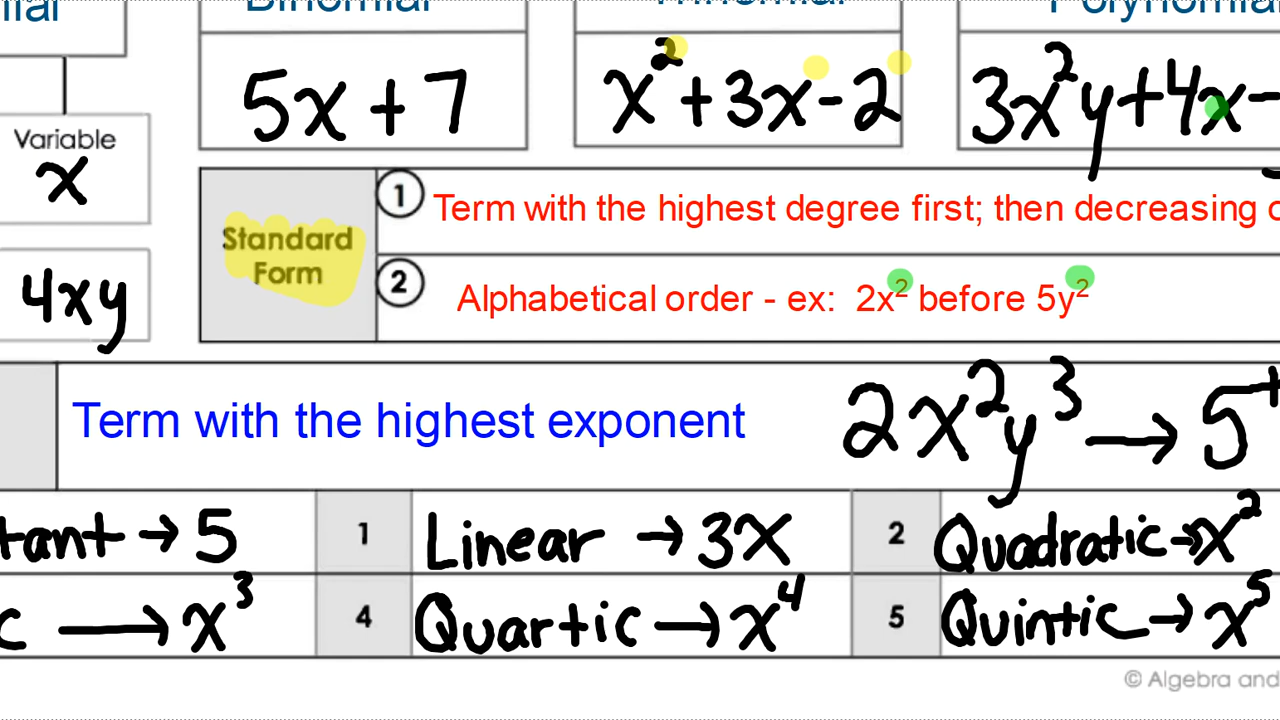 Binomial
Trinomial
Polynomial
5x + 7
x² + 3x - 2
3x²y + 4x -
Variable
x
4xy
Standard Form
1 Term with the highest degree first; then decreasing
2 Alphabetical order - ex: 2x² before 5y²
Term with the highest exponent
2x²y³ → 5
tant → 5
1 Linear → 3x
2 Quadratic → x²
c → x³
4 Quartic → x⁴
5 Quintic → x⁵
© Algebra and